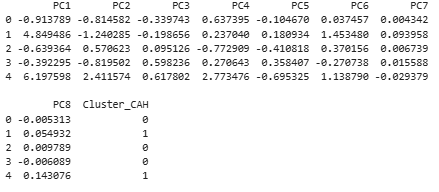 PC1 PC2 PC3 PC4 PC5 PC6 PC7
0 -0.913789 -0.814582 -0.339743 0.637395 -0.104670 0.037457 0.004342
1 4.849486 -1.240285 -0.198656 0.237040 0.180934 1.453480 0.093958
2 -0.639364 0.570623 0.095126 -0.772909 -0.410818 0.370156 0.006739
3 -0.392295 -0.819502 0.598236 0.270643 0.358407 -0.270738 0.015588
4 6.197598 2.411574 0.617802 2.773476 -0.695325 1.138790 -0.029379
PC8 Cluster_CAH
0 -0.005313 0
1 0.054932 1
2 0.009789 0
3 -0.006089 0
4 0.143076 1